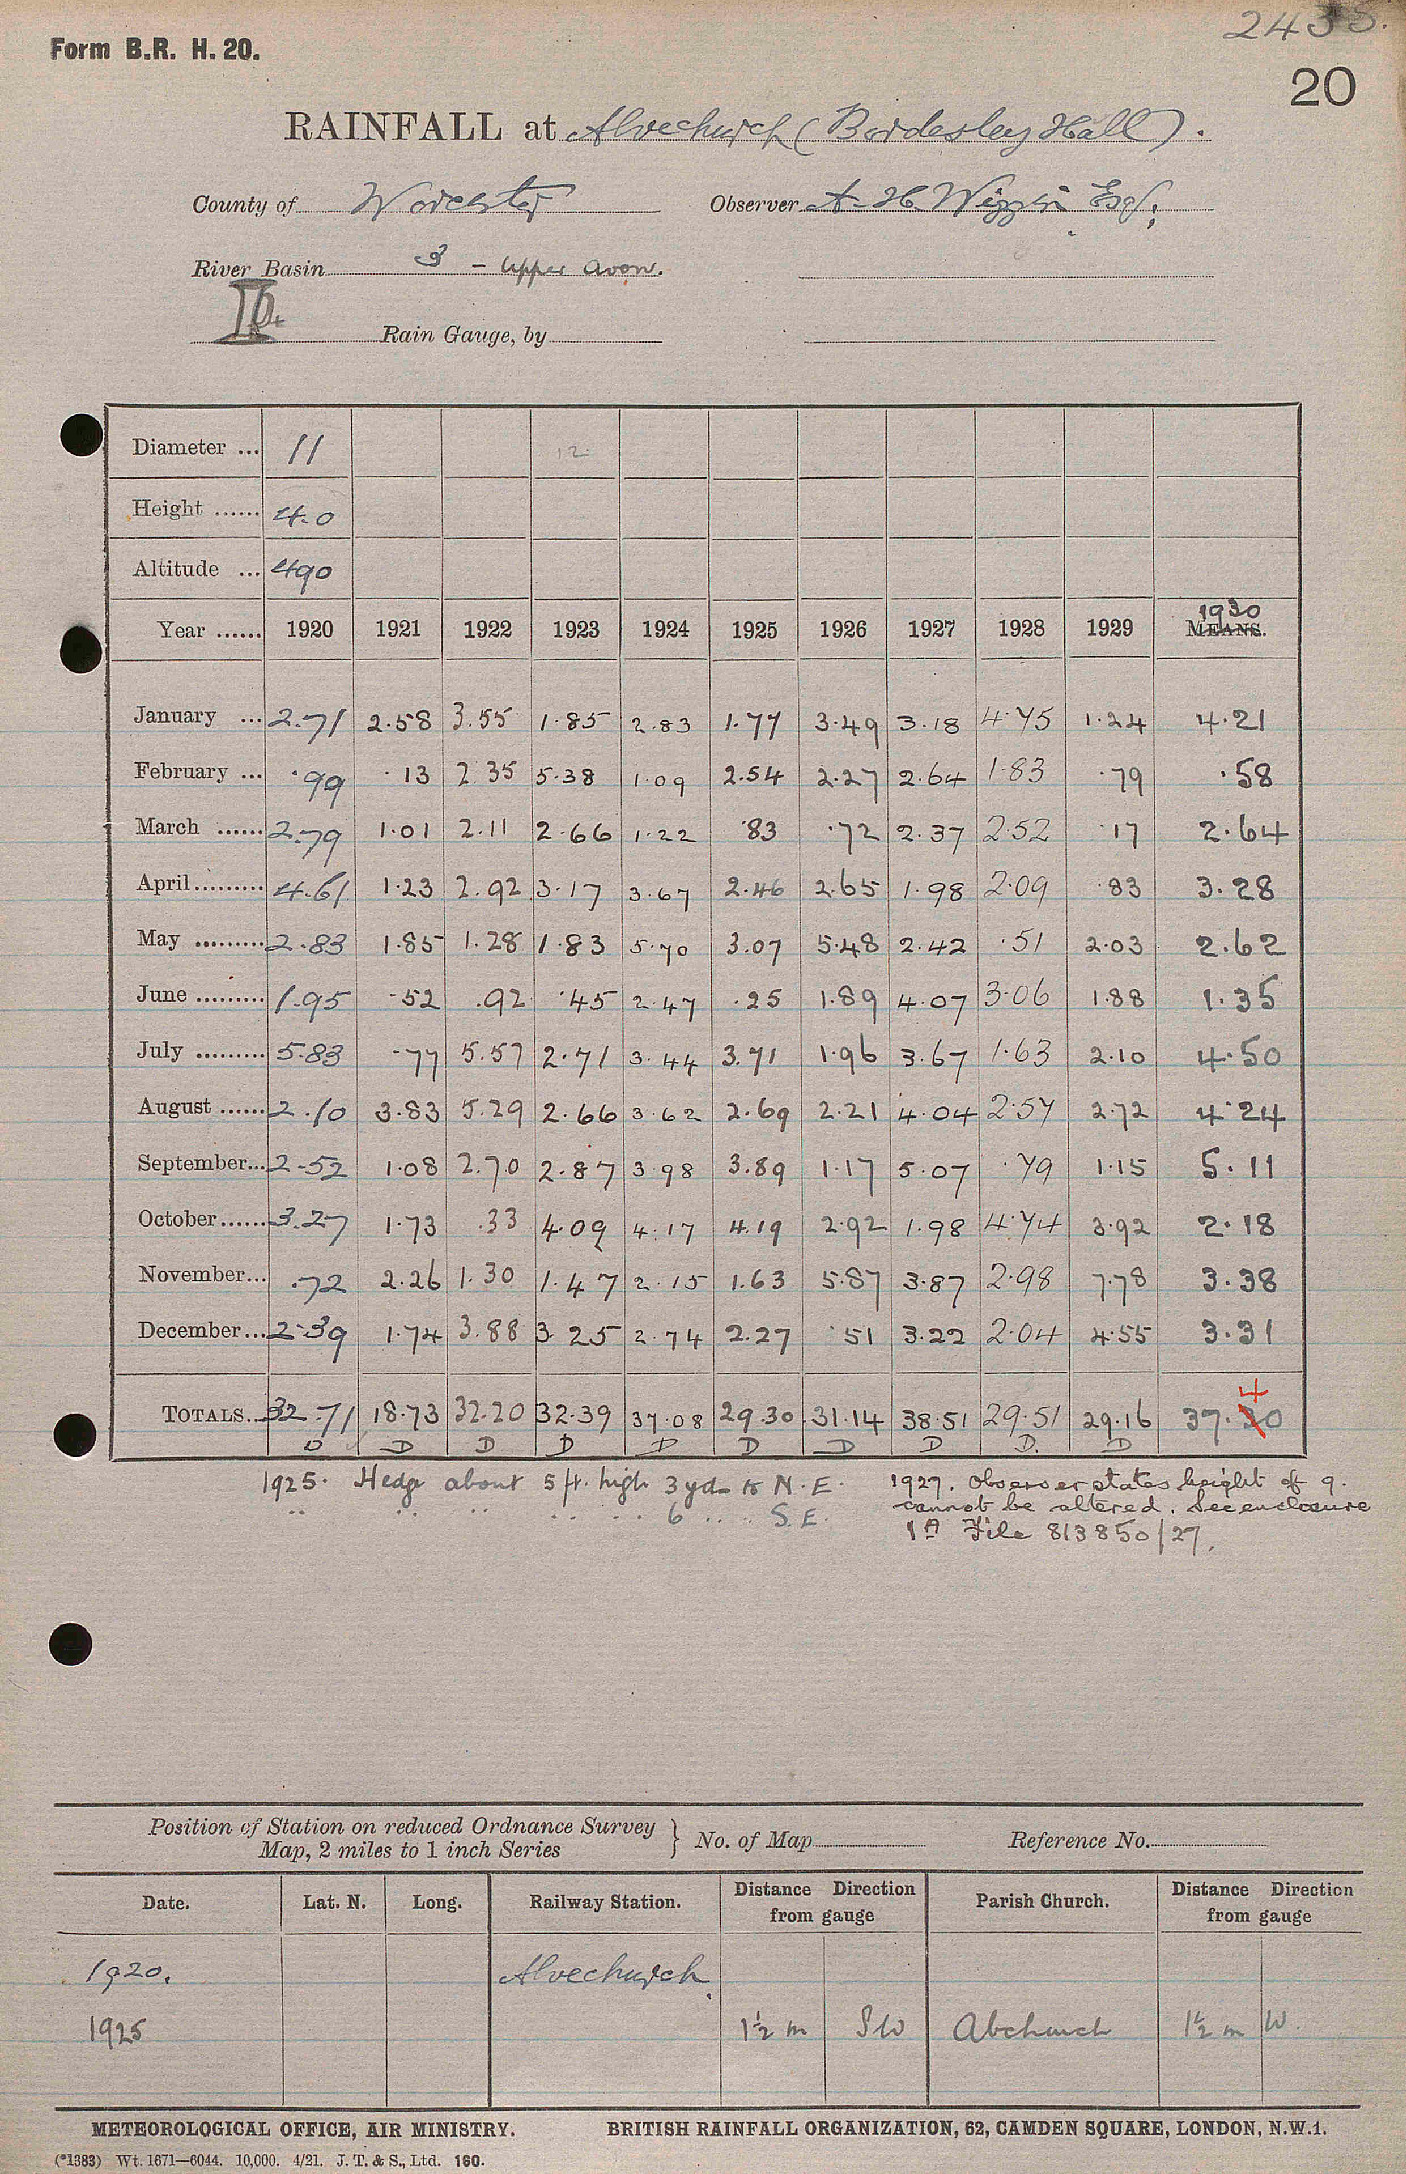 2435.
Form B.R. H. 20.
20
RAINFALL at Alvechurch (Bordesley Hall).
County of Worcester Observer A. H. Wiggin Esq.
River Basin 3 - Upper Avon.
Rain Gauge, by
Diameter ... 11 12
Height ...... 4.0
Altitude ... 490
1930
Year ...... 1920 1921 1922 1923 1924 1925 1926 1927 1928 1929 MEANS.
January ... 2.71 2.58 3.55 1.85 2.83 1.77 3.49 3.18 4.75 1.24 4.21
February ... .99 .13 2.35 5.38 1.09 2.54 2.27 2.64 1.83 .79 .58
March ...... 2.79 1.01 2.11 2.66 1.22 .83 .72 2.37 2.52 .17 2.64
April ......... 4.61 1.23 2.92 3.17 3.67 2.46 2.65 1.98 2.09 .83 3.28
May ......... 2.83 1.85 1.28 1.83 5.70 3.07 5.48 2.42 .51 2.03 2.62
June ......... 1.95 .52 .92 .45 2.47 .25 1.89 4.07 3.06 1.88 1.35
July ......... 5.83 .77 5.57 2.71 3.44 3.71 1.96 3.67 1.63 2.10 4.50
August ...... 2.10 3.83 5.29 2.66 3.62 2.69 2.21 4.04 2.57 2.72 4.24
September... 2.52 1.08 2.70 2.87 3.98 3.89 1.17 5.07 .79 1.15 5.11
October ...... 3.27 1.73 .33 4.09 4.17 4.19 2.92 1.98 4.74 3.92 2.18
November... .72 2.26 1.30 1.47 2.15 1.63 5.87 3.87 2.98 7.78 3.38
December... 2.39 1.74 3.88 3.25 2.74 2.27 .51 3.22 2.04 4.55 3.31
4
TOTALS... 32.71 18.73 32.20 32.39 37.08 29.30 31.14 38.51 29.51 29.16 37.30
D D D D D D D D D. D
1925. Hedge about 5 ft. high 3 yds to N.E. 1927. Observer states height of g.
.. .. .. .. .. .. 6 .. .. S.E. cannot be altered. See enclosure
1A File 813850/27.
Position of Station on reduced Ordnance Survey
Map, 2 miles to 1 inch Series } No. of Map Reference No.
Date. Lat. N. Long. Railway Station. Distance Direction from gauge Parish Church. Distance Direction from gauge
1920. Alvechurch
1925 1½ m SW Abchurch 1½ m W.
METEOROLOGICAL OFFICE, AIR MINISTRY. BRITISH RAINFALL ORGANIZATION, 62, CAMDEN SQUARE, LONDON, N.W.1.
(*1383) Wt. 1671—6044. 10,000. 4/21. J. T. & S., Ltd. 160.